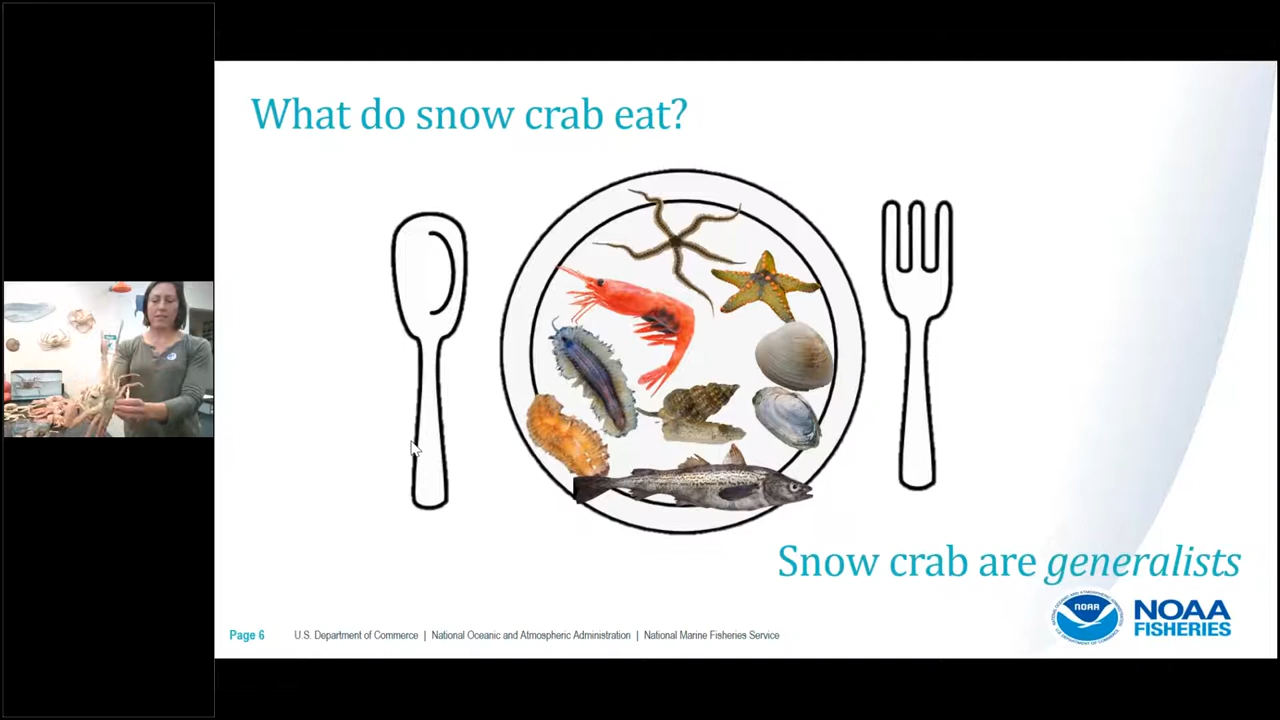 What do snow crab eat?
Snow crab are generalists
Page 6 U.S. Department of Commerce | National Oceanic and Atmospheric Administration | National Marine Fisheries Service
NOAA
NOAA
FISHERIES